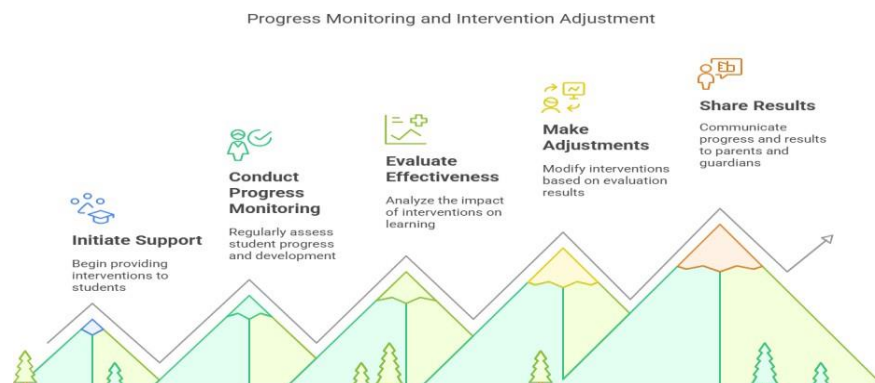 Progress Monitoring and Intervention Adjustment
Initiate Support
Begin providing
interventions to
students
Conduct
Progress
Monitoring
Regularly assess
student progress
and development
Evaluate
Effectiveness
Analyze the impact
of interventions on
learning
Make
Adjustments
Modify interventions
based on evaluation
results
Share Results
Communicate
progress and results
to parents and
guardians